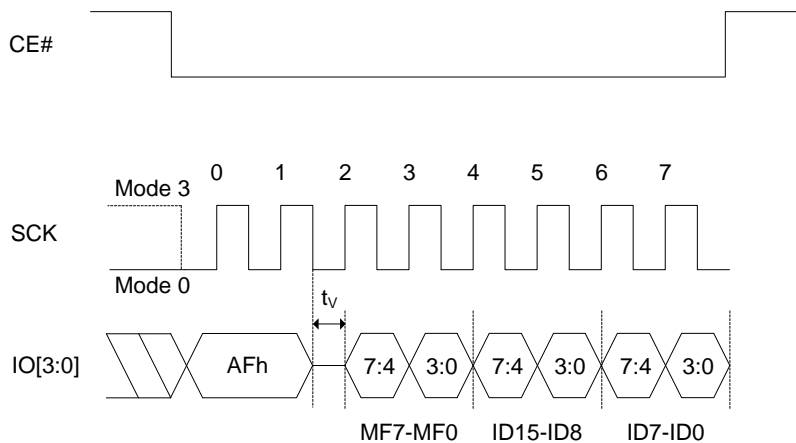 CE#
0 1 2 3 4 5 6 7
Mode 3
SCK
Mode 0
tV
IO[3:0]
AFh
7:4 3:0 7:4 3:0 7:4 3:0
MF7-MF0 ID15-ID8 ID7-ID0